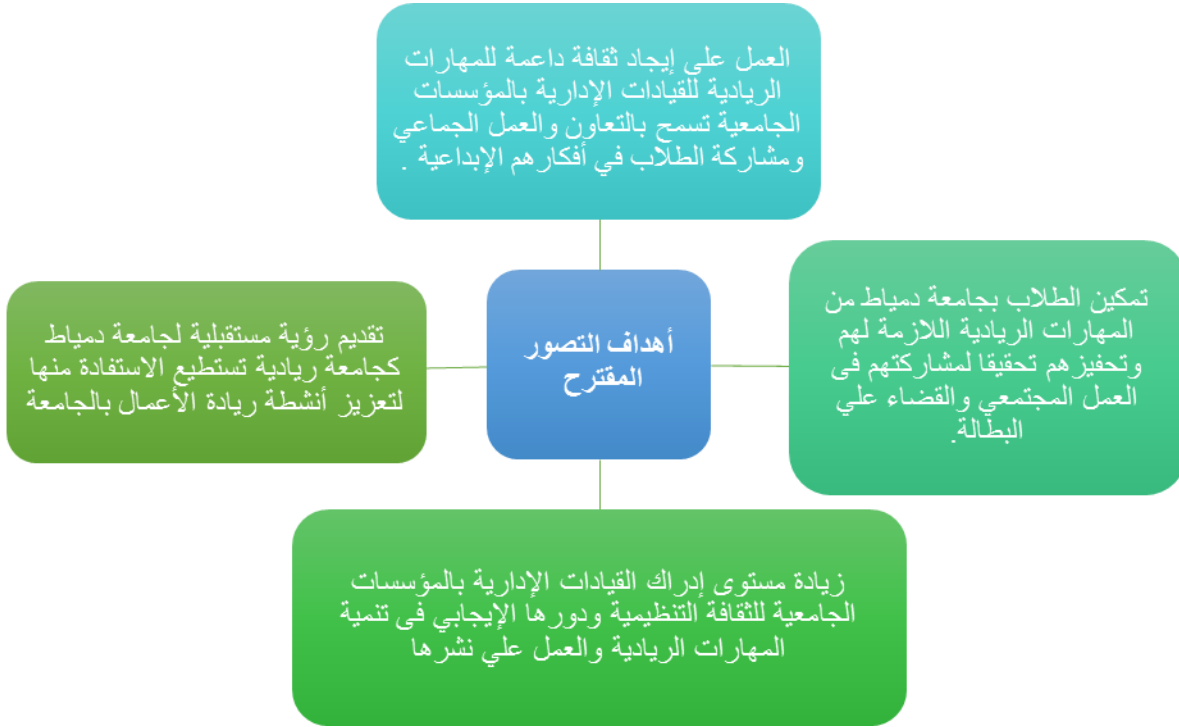 العمل على إيجاد ثقافة داعمة للمهارات
الريادية للقيادات الإدارية بالمؤسسات
الجامعية تسمح بالتعاون والعمل الجماعي
ومشاركة الطلاب في أفكارهم الإبداعية .
تمكين الطلاب بجامعة دمياط من
المهارات الريادية اللازمة لهم
وتحفيزهم تحقيقا لمشاركتهم فى
العمل المجتمعي والقضاء علي
البطالة.
أهداف التصور
المقترح
تقديم رؤية مستقبلية لجامعة دمياط
كجامعة ريادية تستطيع الاستفادة منها
لتعزيز أنشطة ريادة الأعمال بالجامعة
زيادة مستوى إدراك القيادات الإدارية بالمؤسسات
الجامعية للثقافة التنظيمية ودورها الإيجابي فى تنمية
المهارات الريادية والعمل علي نشرها